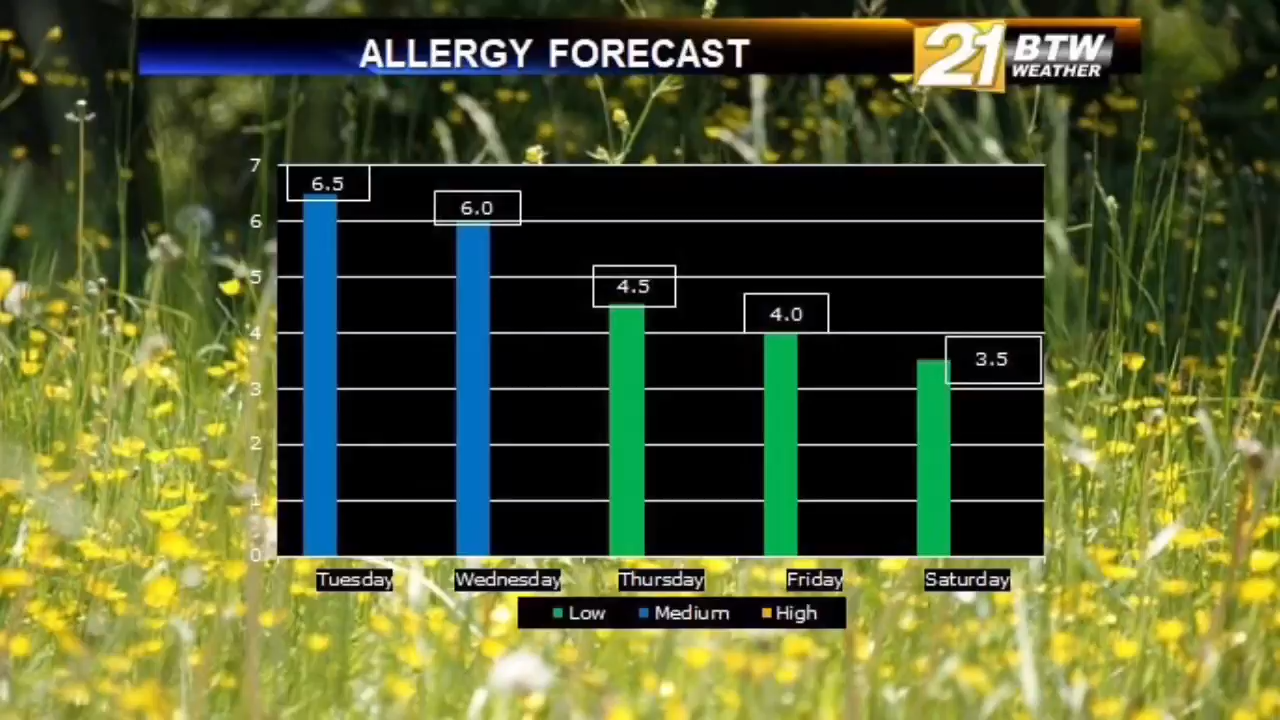 ALLERGY FORECAST
21 BTW
WEATHER
7
6.5
6.0
6
5
4.5
4.0
4
3.5
3
2
1
0
Tuesday Wednesday Thursday Friday Saturday
Low Medium High